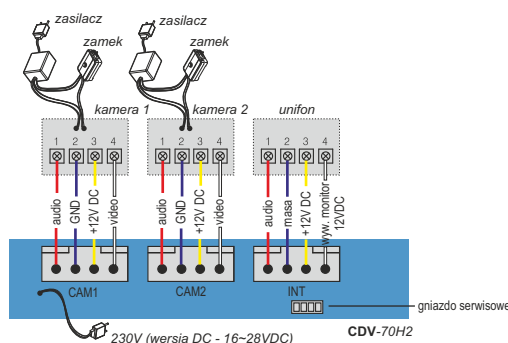 zasilacz
zasilacz
zamek
zamek
kamera 1
kamera 2
unifon
1 2 3 4
1 2 3 4
1 2 3 4
audio
GND
+12V DC
video
audio
GND
+12V DC
video
audio
masa
+12V DC
wyw. monitor
12VDC
CAM1
CAM2
INT
gniazdo serwisowe
CDV-70H2
230V (wersja DC - 16~28VDC)